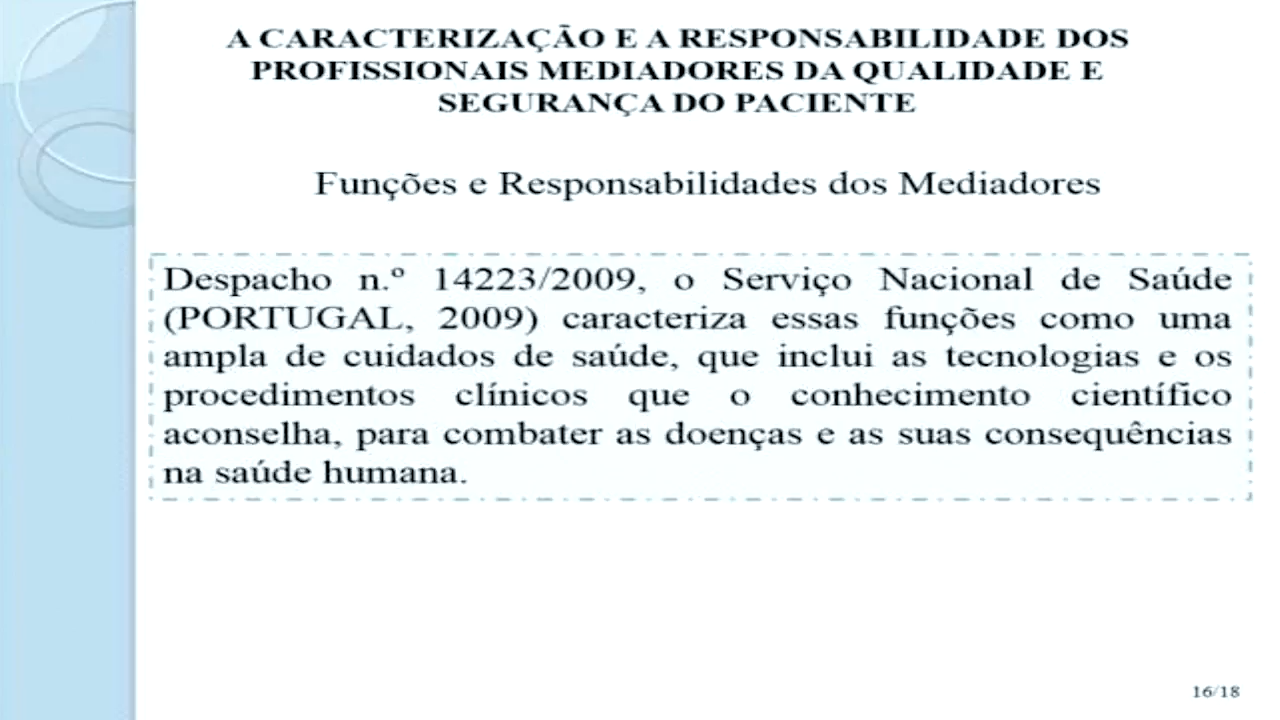 A CARACTERIZAÇÃO E A RESPONSABILIDADE DOS
PROFISSIONAIS MEDIADORES DA QUALIDADE E
SEGURANÇA DO PACIENTE
Funções e Responsabilidades dos Mediadores
Despacho n.º 14223/2009, o Serviço Nacional de Saúde
(PORTUGAL, 2009) caracteriza essas funções como uma
ampla de cuidados de saúde, que inclui as tecnologias e os
procedimentos clínicos que o conhecimento científico
aconselha, para combater as doenças e as suas consequências
na saúde humana.
16/18